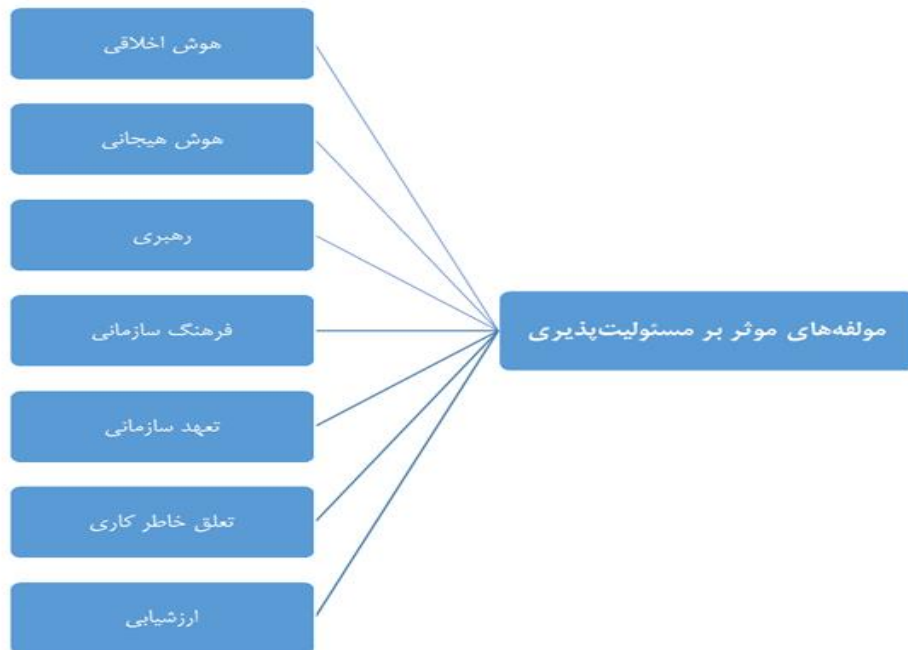 مولفه‌های موثر بر مسئولیت‌پذیری
هوش اخلاقی
هوش هیجانی
رهبری
فرهنگ سازمانی
تعهد سازمانی
تعلق خاطر کاری
ارزشیابی